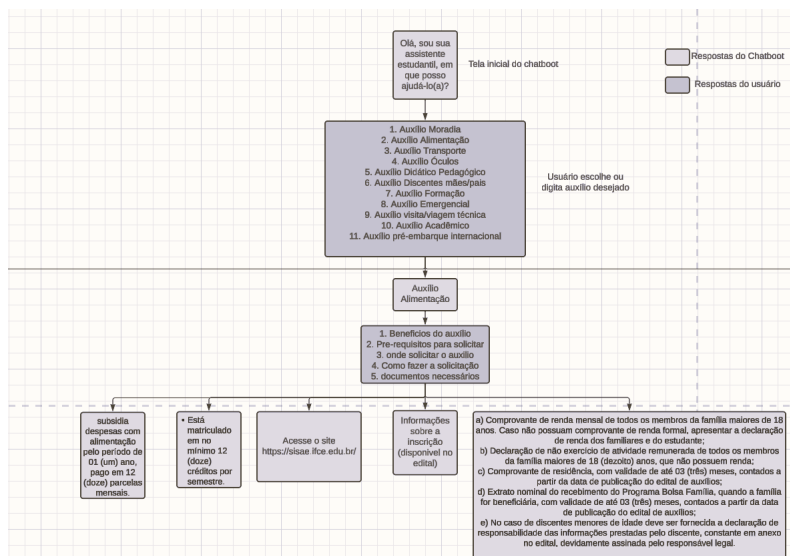 Olá, sou sua
assistente
estudantil, em
que posso
ajudá-lo(a)?
Tela inicial do chatboot
Respostas do Chatboot
Respostas do usuário
1. Auxílio Moradia
2. Auxílio Alimentação
3. Auxílio Transporte
4. Auxílio Óculos
5. Auxílio Didático Pedagógico
6. Auxílio Discentes mães/pais
7. Auxílio Formação
8. Auxílio Emergencial
9. Auxílio visita/viagem técnica
10. Auxílio Acadêmico
11. Auxílio pré-embarque internacional
Usuário escolhe ou
digita auxílio desejado
Auxílio
Alimentação
1. Benefícios do auxílio
2. Pre-requisitos para solicitar
3. onde solicitar o auxilio
4. Como fazer a solicitação
5. documentos necessários
subsidia
despesas com
alimentação
pelo período de
01 (um) ano,
pago em 12
(doze) parcelas
mensais.
• Está
matriculado
em no
mínimo 12
(doze)
créditos por
semestre.
Acesse o site
https://sisae.ifce.edu.br/
Informações
sobre a
inscrição
(disponivel no
edital)
a) Comprovante de renda mensal de todos os membros da família maiores de 18
anos. Caso não possuam comprovante de renda formal, apresentar a declaração
de renda dos familiares e do estudante;
b) Declaração de não exercício de atividade remunerada de todos os membros
da família maiores de 18 (dezoito) anos, que não possuem renda;
c) Comprovante de residência, com validade de até 03 (três) meses, contados a
partir da data de publicação do edital de auxílios;
d) Extrato nominal do recebimento do Programa Bolsa Família, quando a família
for beneficiária, com validade de até 03 (três) meses, contados a partir da data
de publicação do edital de auxílios;
e) No caso de discentes menores de idade deve ser fornecida a declaração de
responsabilidade das informações prestadas pelo discente, constante em anexo
no edital, devidamente assinada pelo responsável legal.